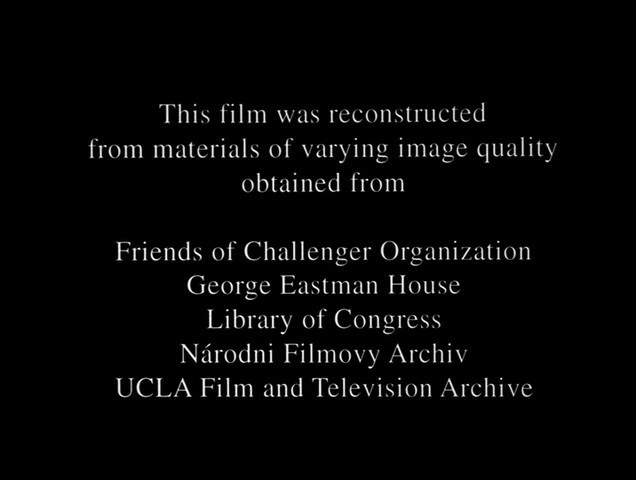 This film was reconstructed
from materials of varying image quality
obtained from
Friends of Challenger Organization
George Eastman House
Library of Congress
Národni Filmovy Archiv
UCLA Film and Television Archive